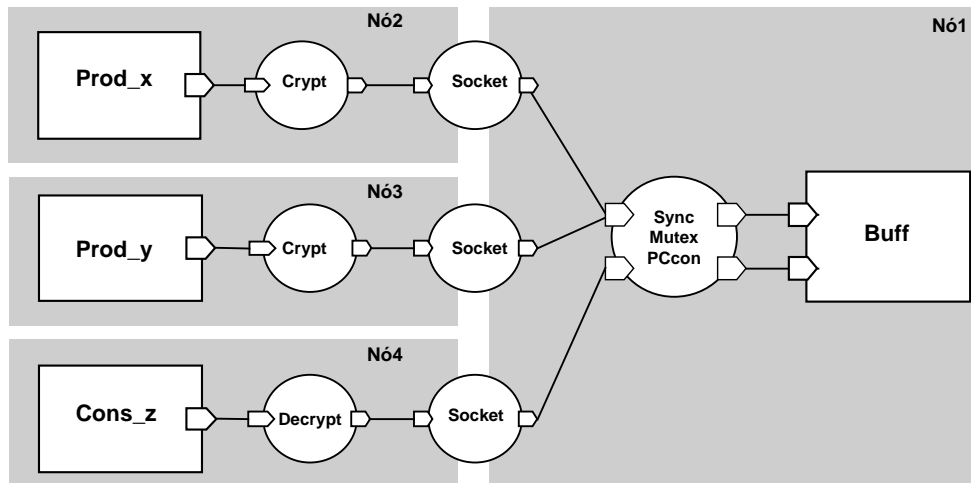 Nó2
Prod_x
Crypt
Socket
Nó1
Nó3
Prod_y
Crypt
Socket
Sync
Mutex
PCcon
Buff
Nó4
Cons_z
Decrypt
Socket